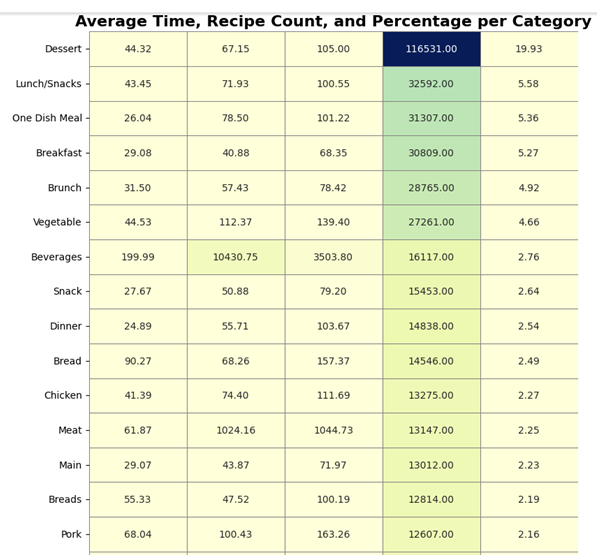 Average Time, Recipe Count, and Percentage per Category
Dessert 44.32 67.15 105.00 116531.00 19.93
Lunch/Snacks 43.45 71.93 100.55 32592.00 5.58
One Dish Meal 26.04 78.50 101.22 31307.00 5.36
Breakfast 29.08 40.88 68.35 30809.00 5.27
Brunch 31.50 57.43 78.42 28765.00 4.92
Vegetable 44.53 112.37 139.40 27261.00 4.66
Beverages 199.99 10430.75 3503.80 16117.00 2.76
Snack 27.67 50.88 79.20 15453.00 2.64
Dinner 24.89 55.71 103.67 14838.00 2.54
Bread 90.27 68.26 157.37 14546.00 2.49
Chicken 41.39 74.40 111.69 13275.00 2.27
Meat 61.87 1024.16 1044.73 13147.00 2.25
Main 29.07 43.87 71.97 13012.00 2.23
Breads 55.33 47.52 100.19 12814.00 2.19
Pork 68.04 100.43 163.26 12607.00 2.16